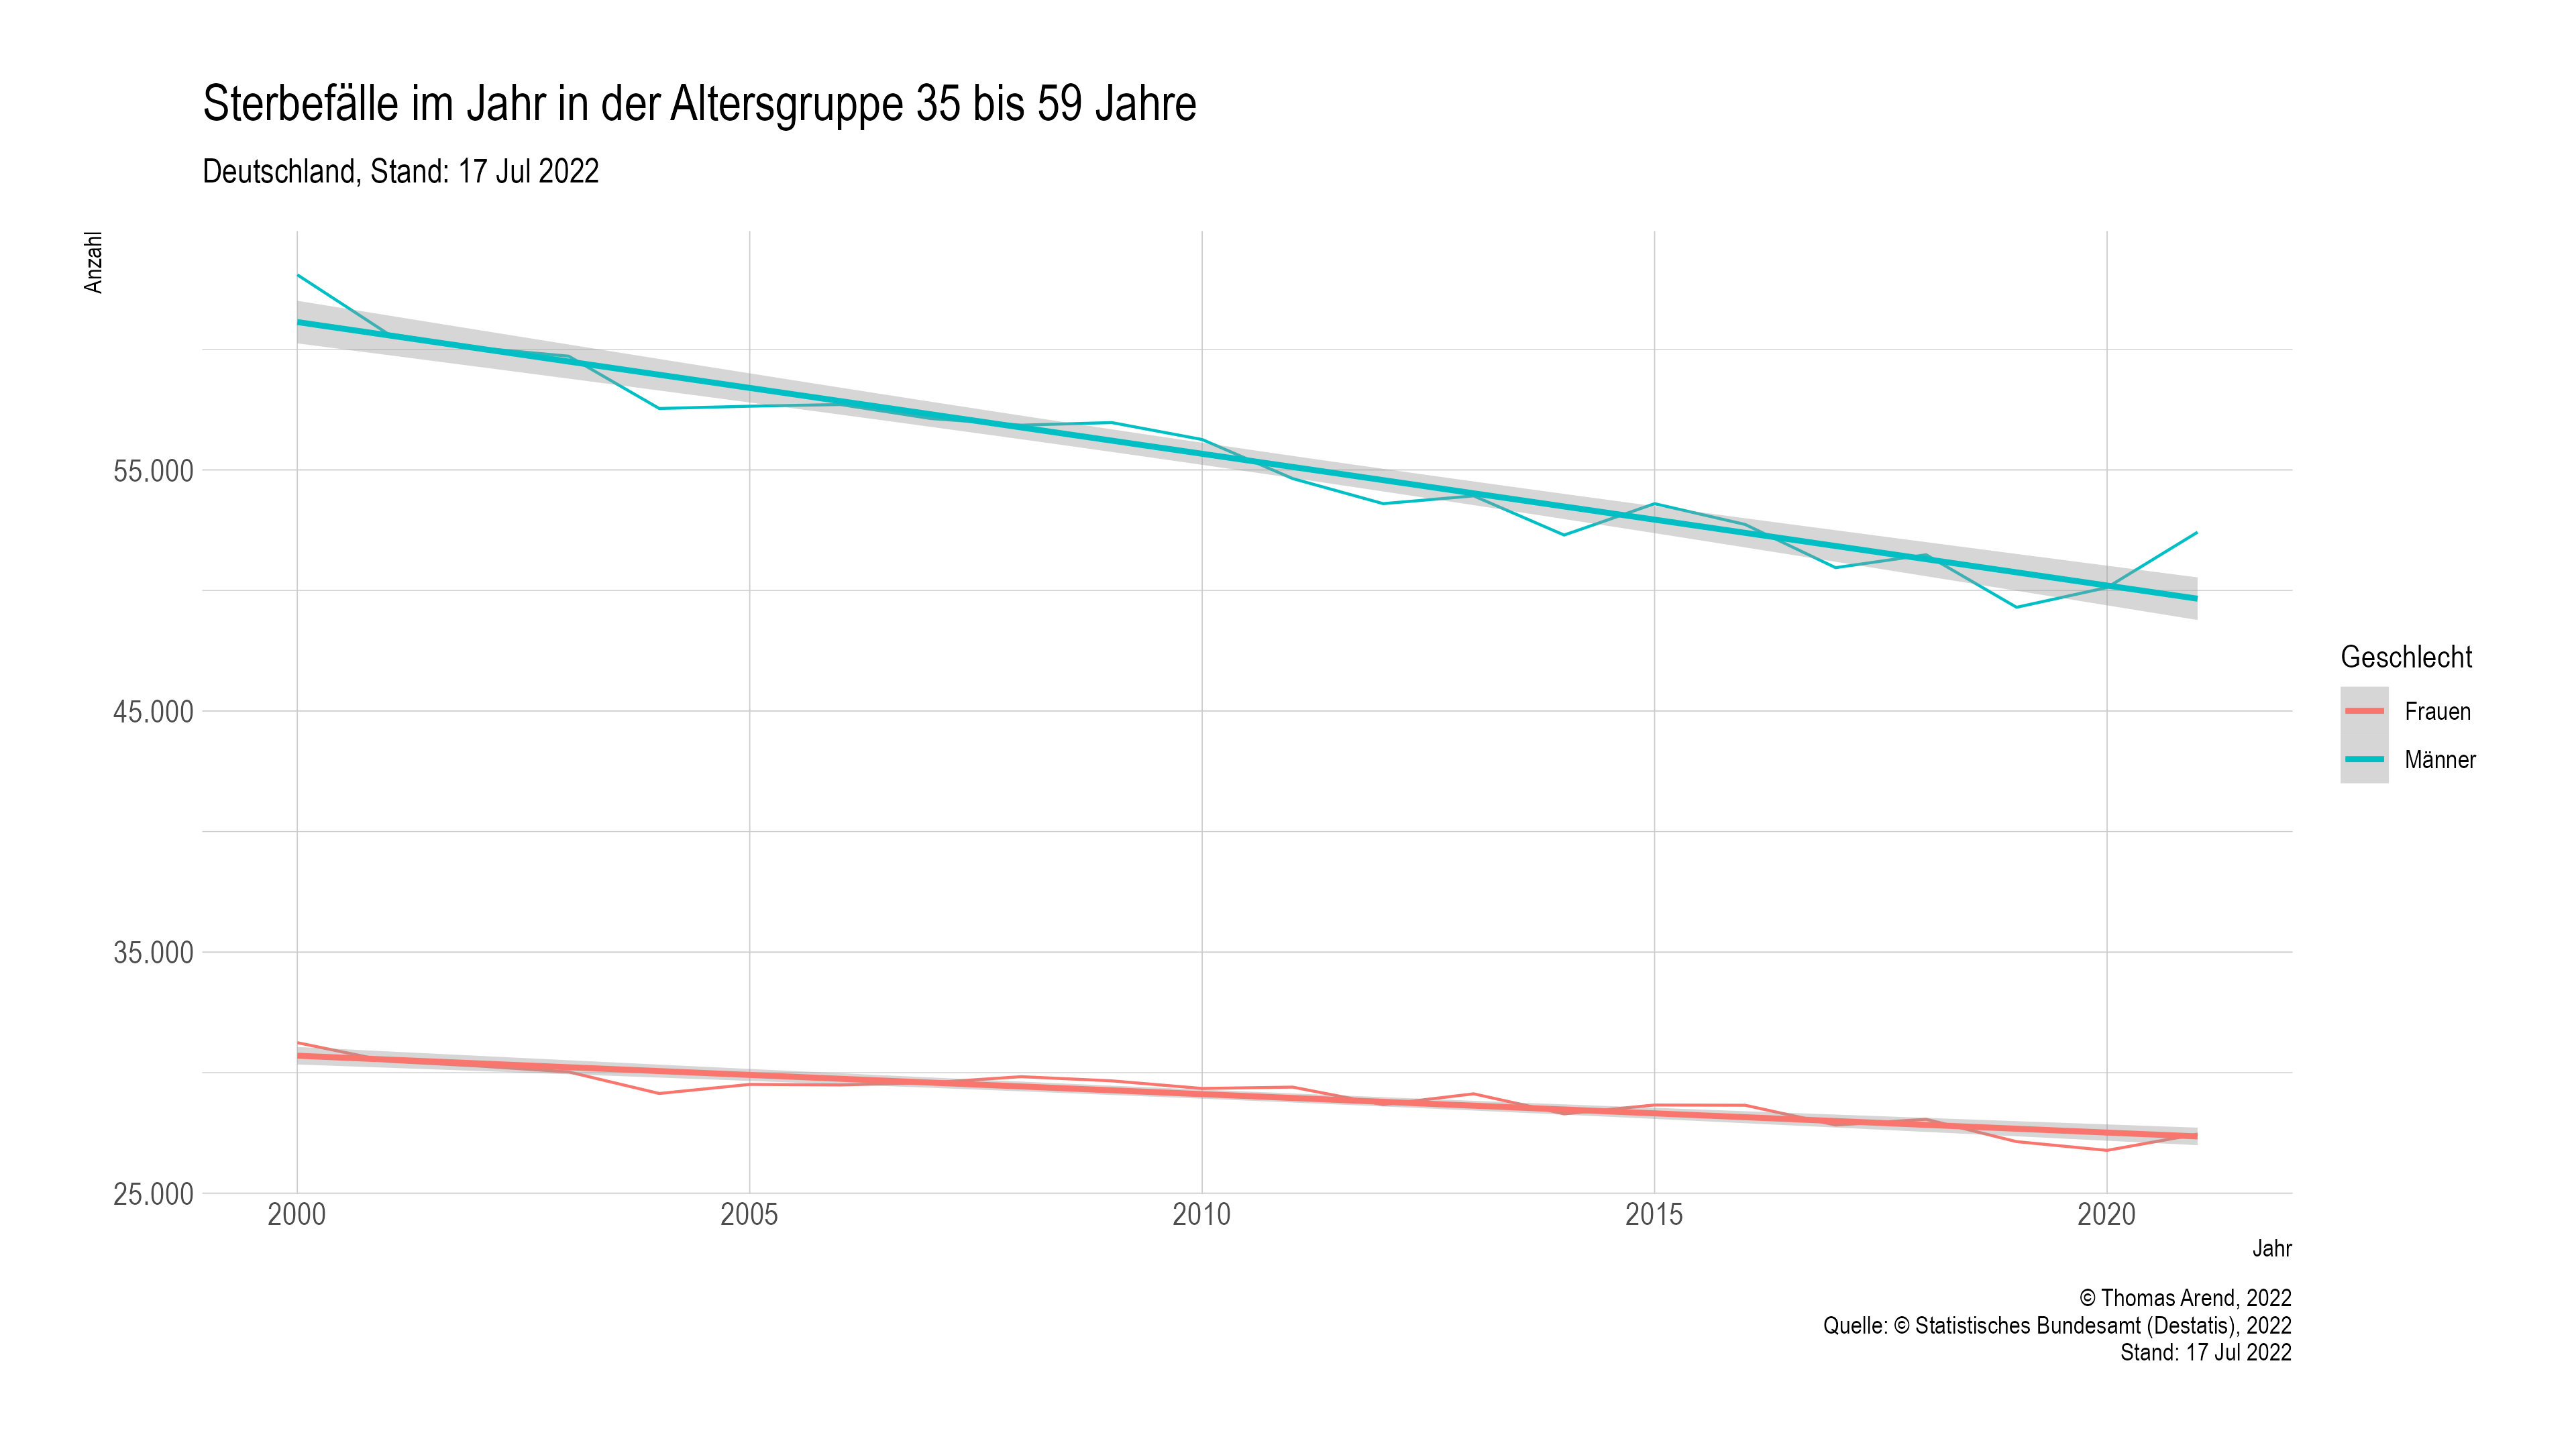 Sterbefälle im Jahr in der Altersgruppe 35 bis 59 Jahre
Deutschland, Stand: 17 Jul 2022
Anzahl
55.000
45.000
35.000
25.000
2000
2005
2010
2015
2020
Jahr
Geschlecht
Frauen
Männer
© Thomas Arend, 2022
Quelle: © Statistisches Bundesamt (Destatis), 2022
Stand: 17 Jul 2022